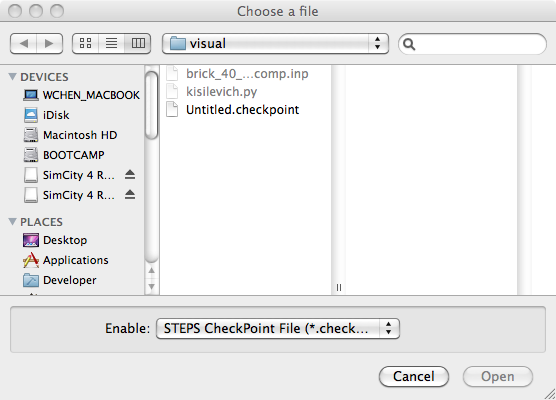 Choose a file
visual
DEVICES
WCHEN_MACBOOK
iDisk
Macintosh HD
BOOTCAMP
SimCity 4 R...
SimCity 4 R...
PLACES
Desktop
Applications
Developer
brick_40_...comp.inp
kisilevich.py
Untitled.checkpoint
Enable: STEPS CheckPoint File (*.check...
Cancel Open